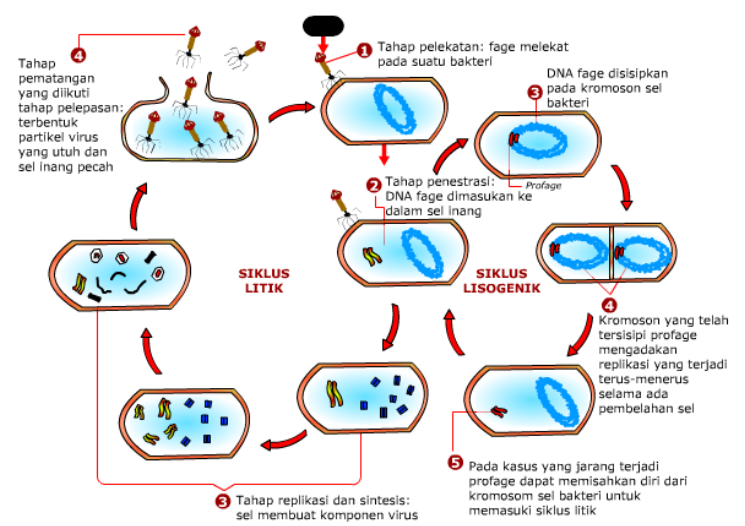 4
Tahap
pematangan
yang diikuti
tahap pelepasan:
terbentuk
partikel virus
yang utuh dan
sel inang pecah
1
Tahap pelekatan: fage melekat
pada suatu bakteri
3
DNA fage disisipkan
pada kromoson sel
bakteri
Profage
2
Tahap penestrasi:
DNA fage dimasukan ke
dalam sel inang
SIKLUS
LITIK
SIKLUS
LISOGENIK
4
Kromoson yang telah
tersisipi profage
mengadakan
replikasi yang terjadi
terus-menerus
selama ada
pembelahan sel
5
Pada kasus yang jarang terjadi
profage dapat memisahkan diri dari
kromosom sel bakteri untuk
memasuki siklus litik
3
Tahap replikasi dan sintesis:
sel membuat komponen virus